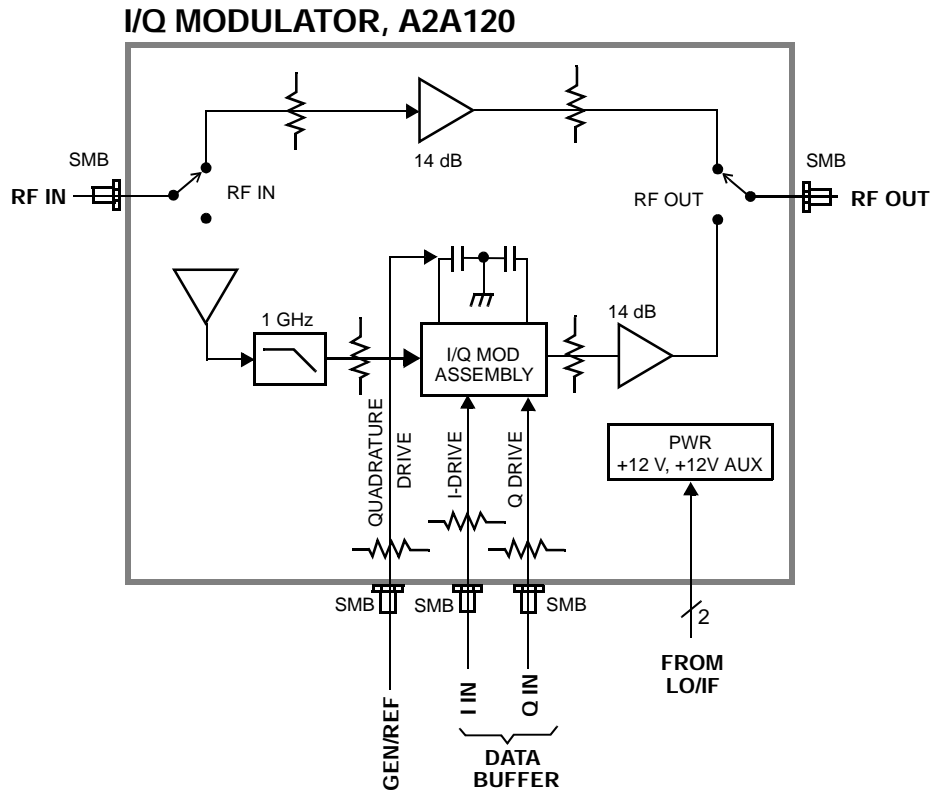 I/Q MODULATOR, A2A120
14 dB
SMB
RF IN
RF IN
RF OUT
SMB
RF OUT
1 GHz
14 dB
I/Q MOD
ASSEMBLY
QUADRATURE
DRIVE
I-DRIVE
Q DRIVE
PWR
+12 V, +12V AUX
SMB
SMB
SMB
2
FROM
LO/IF
GEN/REF
I IN
Q IN
DATA
BUFFER